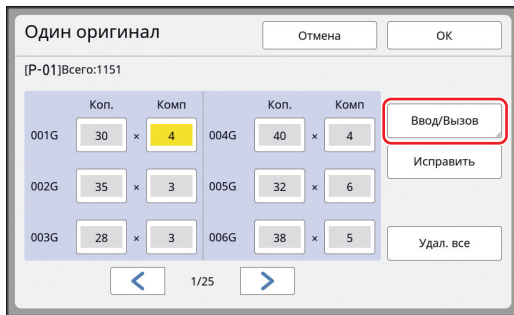 Один оригинал Отмена ОК
[P-01]Всего:1151
Коп. Комп Коп. Комп Ввод/Вызов
001G 30 × 4 004G 40 × 4
Исправить
002G 35 × 3 005G 32 × 6
003G 28 × 3 006G 38 × 5 Удал. все
1/25